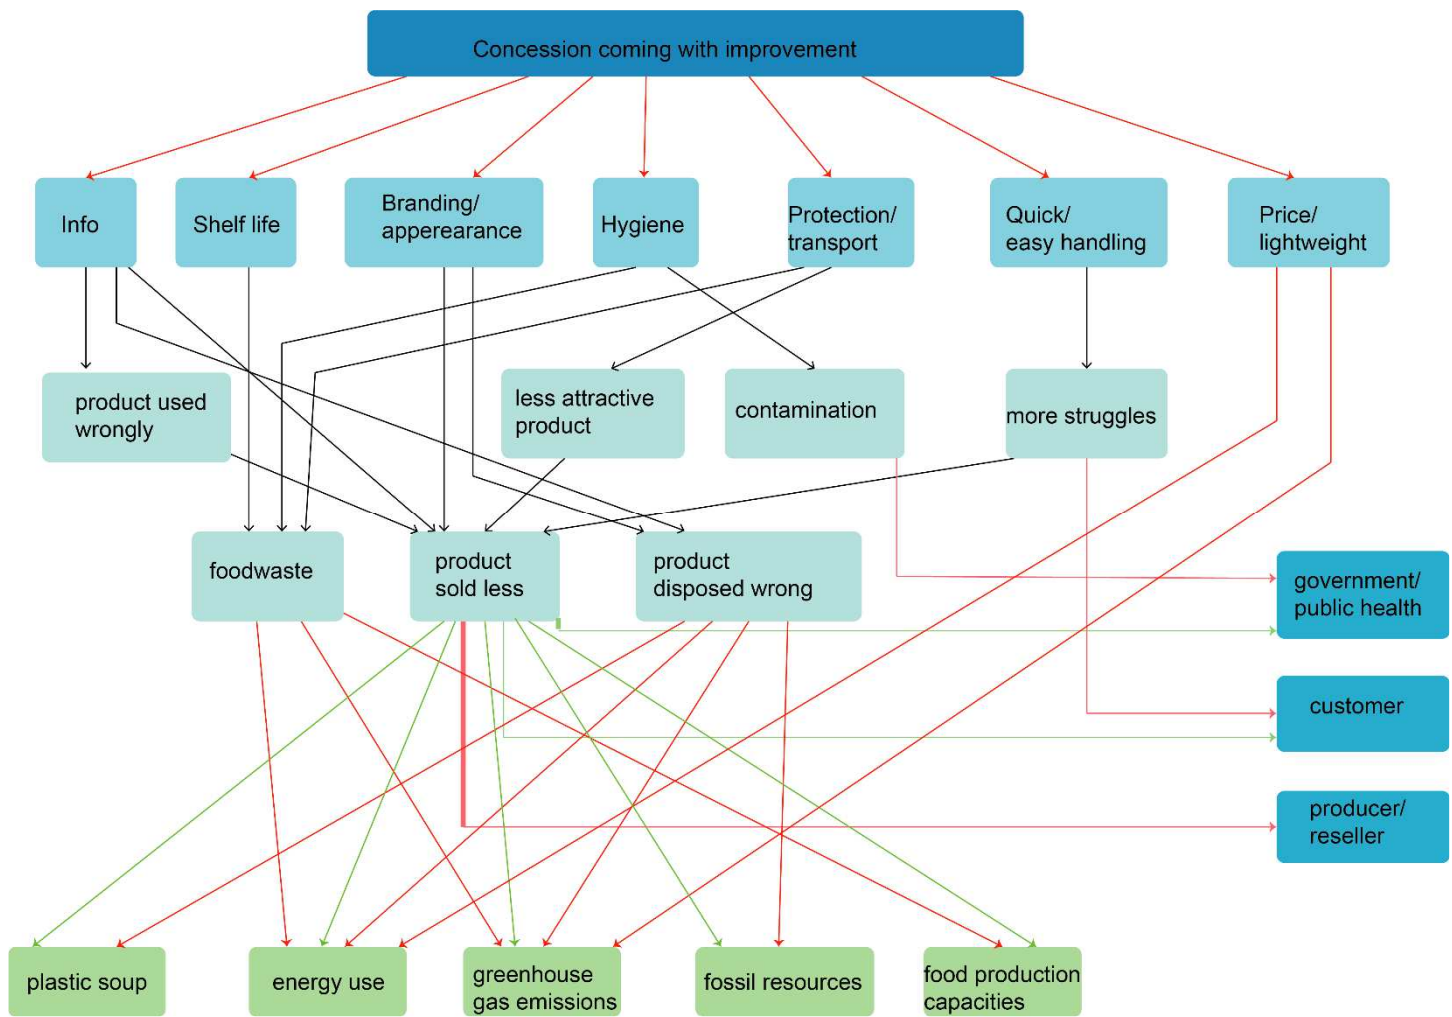 Concession coming with improvement
Info
Shelf life
Branding/
apperearance
Hygiene
Protection/
transport
Quick/
easy handling
Price/
lightweight
product used
wrongly
less attractive
product
contamination
more struggles
foodwaste
product
sold less
product
disposed wrong
government/
public health
customer
producer/
reseller
plastic soup
energy use
greenhouse
gas emissions
fossil resources
food production
capacities